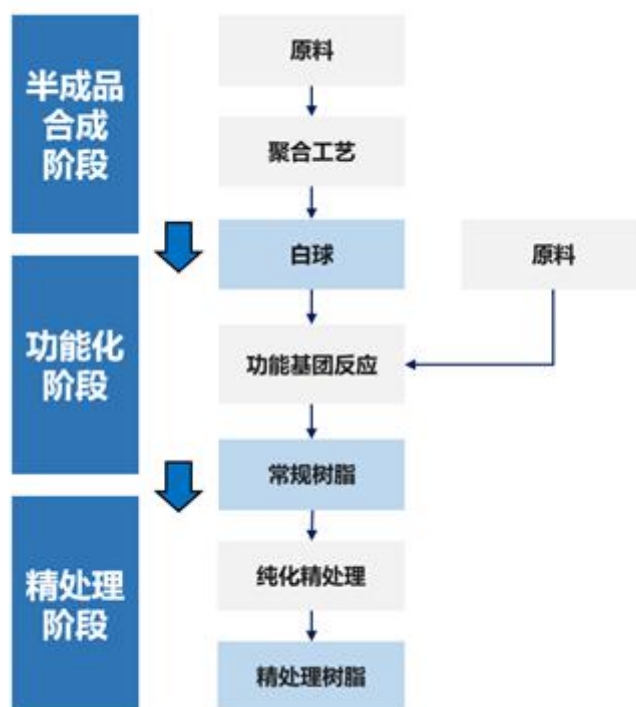 半成品
合成
阶段
原料
聚合工艺
白球
原料
功能化
阶段
功能基团反应
常规树脂
精处理
阶段
纯化精处理
精处理树脂